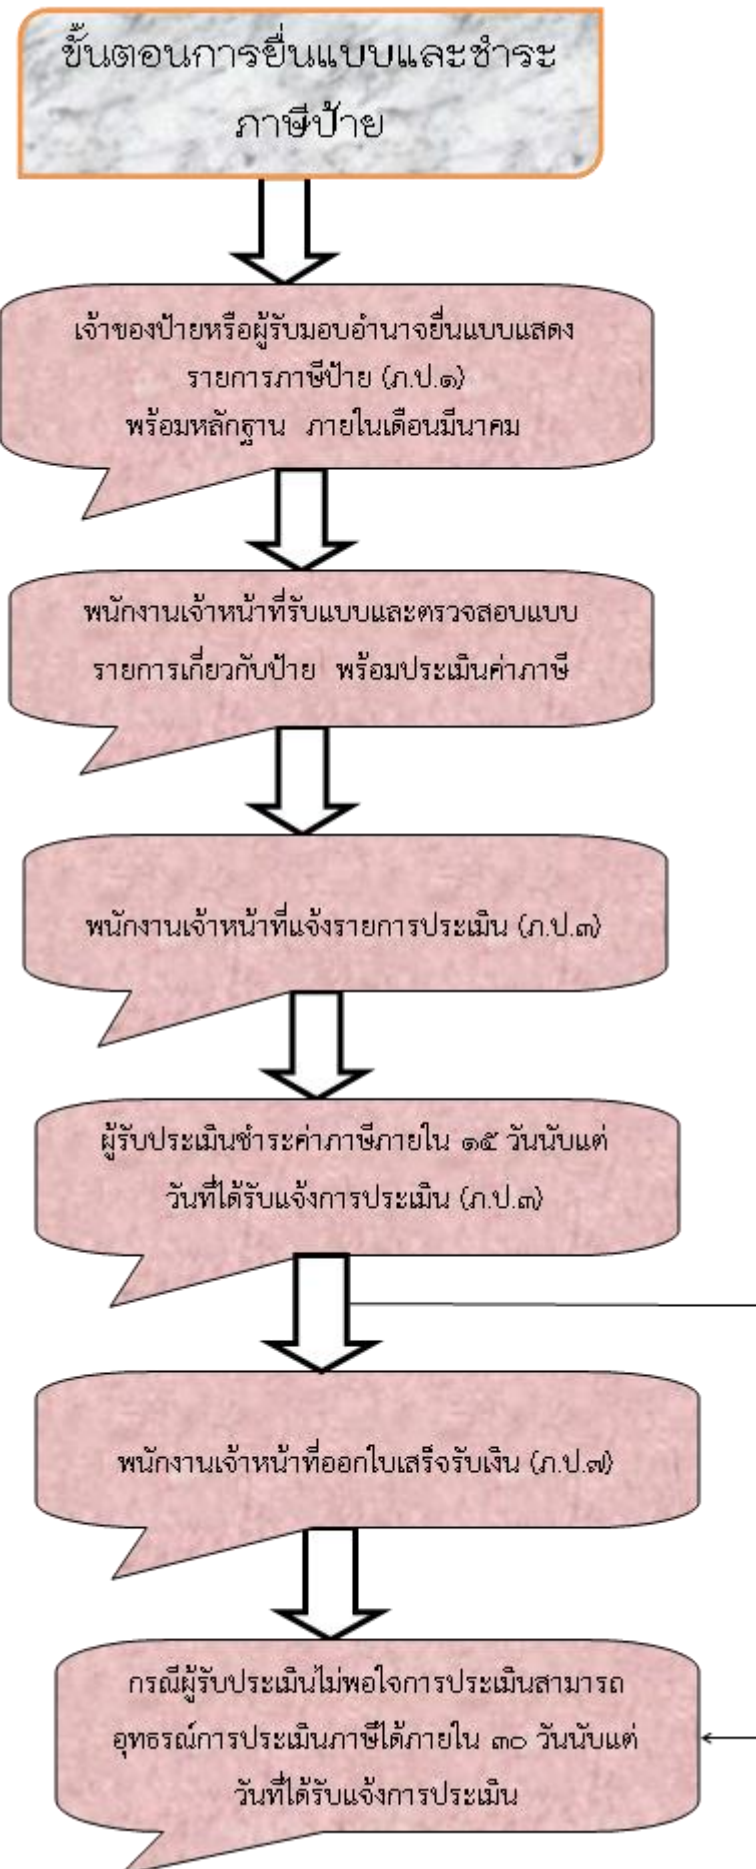 ขั้นตอนการยื่นแบบและชำระ
ภาษีป้าย
เจ้าของป้ายหรือผู้รับมอบอำนาจยื่นแบบแสดง
รายการภาษีป้าย (ภ.ป.๑)
พร้อมหลักฐาน ภายในเดือนมีนาคม
พนักงานเจ้าหน้าที่รับแบบและตรวจสอบแบบ
รายการเกี่ยวกับป้าย พร้อมประเมินค่าภาษี
พนักงานเจ้าหน้าที่แจ้งรายการประเมิน (ภ.ป.๓)
ผู้รับประเมินชำระค่าภาษีภายใน ๑๕ วันนับแต่
วันที่ได้รับแจ้งการประเมิน (ภ.ป.๓)
พนักงานเจ้าหน้าที่ออกใบเสร็จรับเงิน (ภ.ป.๗)
กรณีผู้รับประเมินไม่พอใจการประเมินสามารถ
อุทธรณ์การประเมินภาษีได้ภายใน ๓๐ วันนับแต่
วันที่ได้รับแจ้งการประเมิน